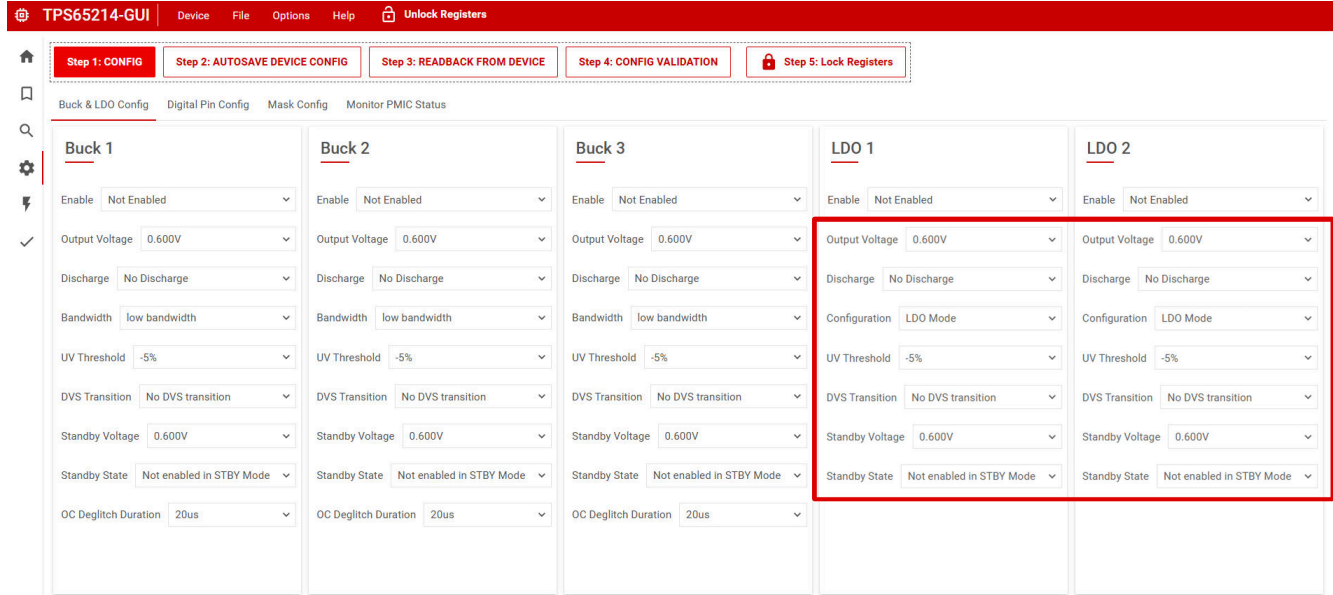 TPS65214-GUI Device File Options Help Unlock Registers
Step 1: CONFIG Step 2: AUTOSAVE DEVICE CONFIG Step 3: READBACK FROM DEVICE Step 4: CONFIG VALIDATION Step 5: Lock Registers
Buck & LDO Config Digital Pin Config Mask Config Monitor PMIC Status
Buck 1
Enable Not Enabled
Output Voltage 0.600V
Discharge No Discharge
Bandwidth low bandwidth
UV Threshold -5%
DVS Transition No DVS transition
Standby Voltage 0.600V
Standby State Not enabled in STBY Mode
OC Deglitch Duration 20us
Buck 2
Enable Not Enabled
Output Voltage 0.600V
Discharge No Discharge
Bandwidth low bandwidth
UV Threshold -5%
DVS Transition No DVS transition
Standby Voltage 0.600V
Standby State Not enabled in STBY Mode
OC Deglitch Duration 20us
Buck 3
Enable Not Enabled
Output Voltage 0.600V
Discharge No Discharge
Bandwidth low bandwidth
UV Threshold -5%
DVS Transition No DVS transition
Standby Voltage 0.600V
Standby State Not enabled in STBY Mode
OC Deglitch Duration 20us
LDO 1
Enable Not Enabled
Output Voltage 0.600V
Discharge No Discharge
Configuration LDO Mode
UV Threshold -5%
DVS Transition No DVS transition
Standby Voltage 0.600V
Standby State Not enabled in STBY Mode
LDO 2
Enable Not Enabled
Output Voltage 0.600V
Discharge No Discharge
Configuration LDO Mode
UV Threshold -5%
DVS Transition No DVS transition
Standby Voltage 0.600V
Standby State Not enabled in STBY Mode